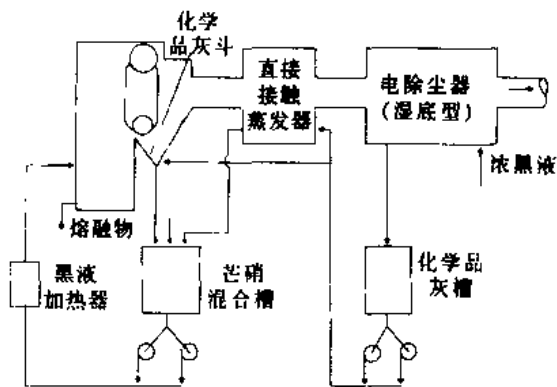 化学
品灰斗
直接
接触
蒸发器
电除尘器
(湿底型)
浓黑液
熔融物
黑液
加热器
芒硝
混合槽
化学品
灰槽